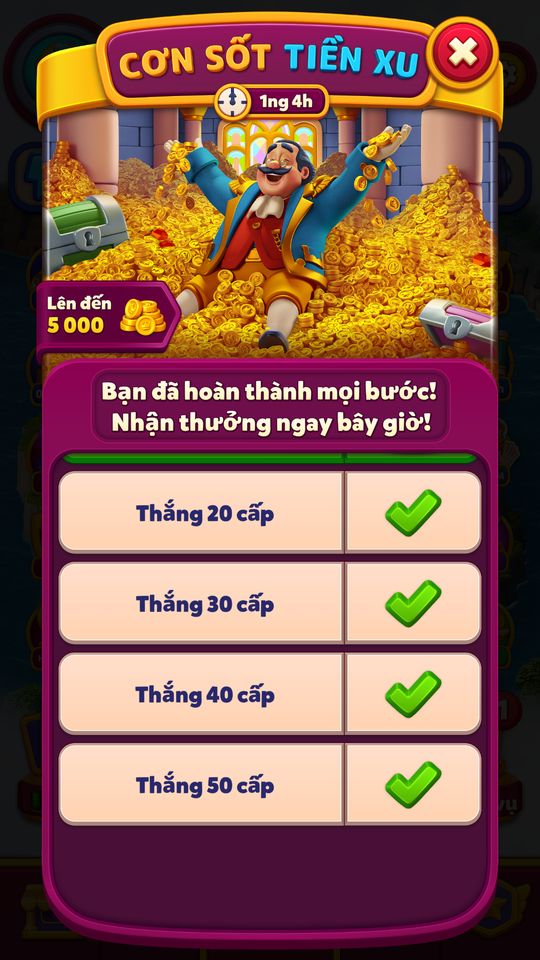 CƠN SỐT TIỀN XU
1ng 4h
Lên đến
5 000
Bạn đã hoàn thành mọi bước!
Nhận thưởng ngay bây giờ!
Thắng 20 cấp
Thắng 30 cấp
Thắng 40 cấp
Thắng 50 cấp